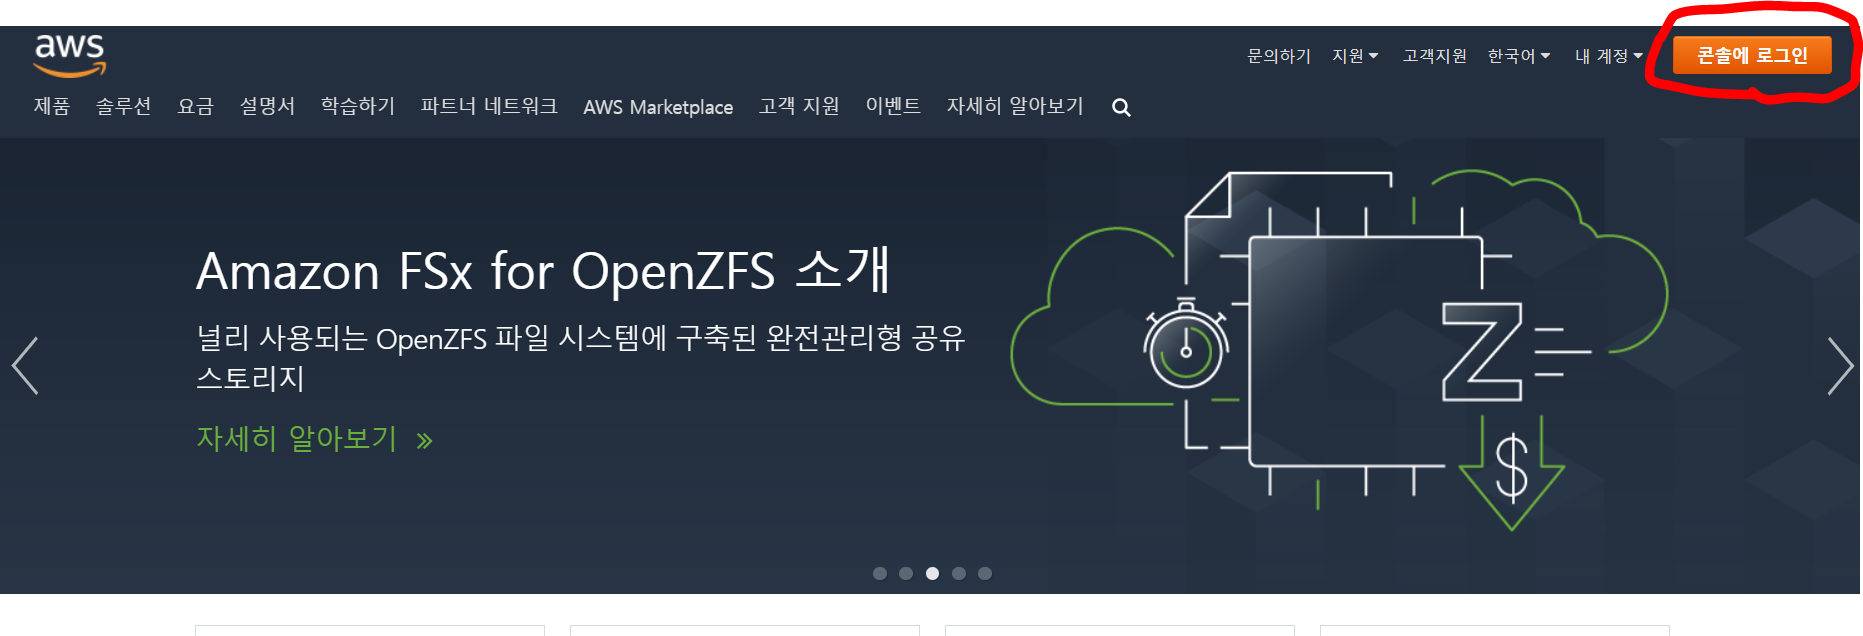 aws
문의하기 지원 고객지원 한국어 내 계정 콘솔에 로그인
제품 솔루션 요금 설명서 학습하기 파트너 네트워크 AWS Marketplace 고객 지원 이벤트 자세히 알아보기
Amazon FSx for OpenZFS 소개
널리 사용되는 OpenZFS 파일 시스템에 구축된 완전관리형 공유
스토리지
자세히 알아보기 »
Z
$